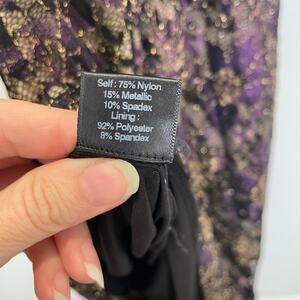 Self: 75% Nylon
15% Metallic
10% Spadex
Lining:
92% Polyester
8% Spandex